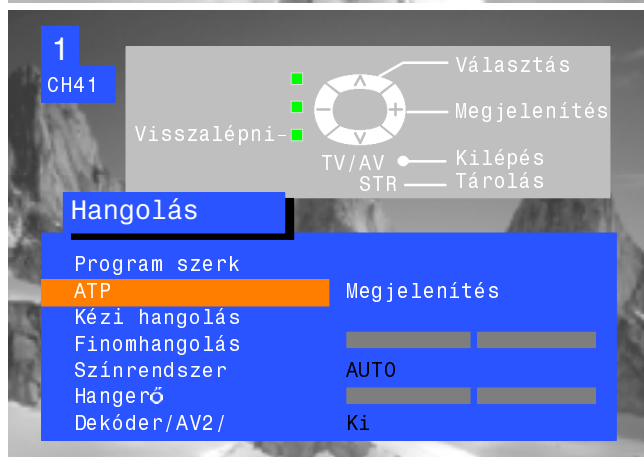 1
CH41
Választás
Megjelenítés
Visszalépni
TV/AV Kilépés
STR Tárolás
Hangolás
Program szerk
ATP Megjelenítés
Kézi hangolás
Finomhangolás
Színrendszer AUTO
Hangerő
Dekóder/AV2/ Ki